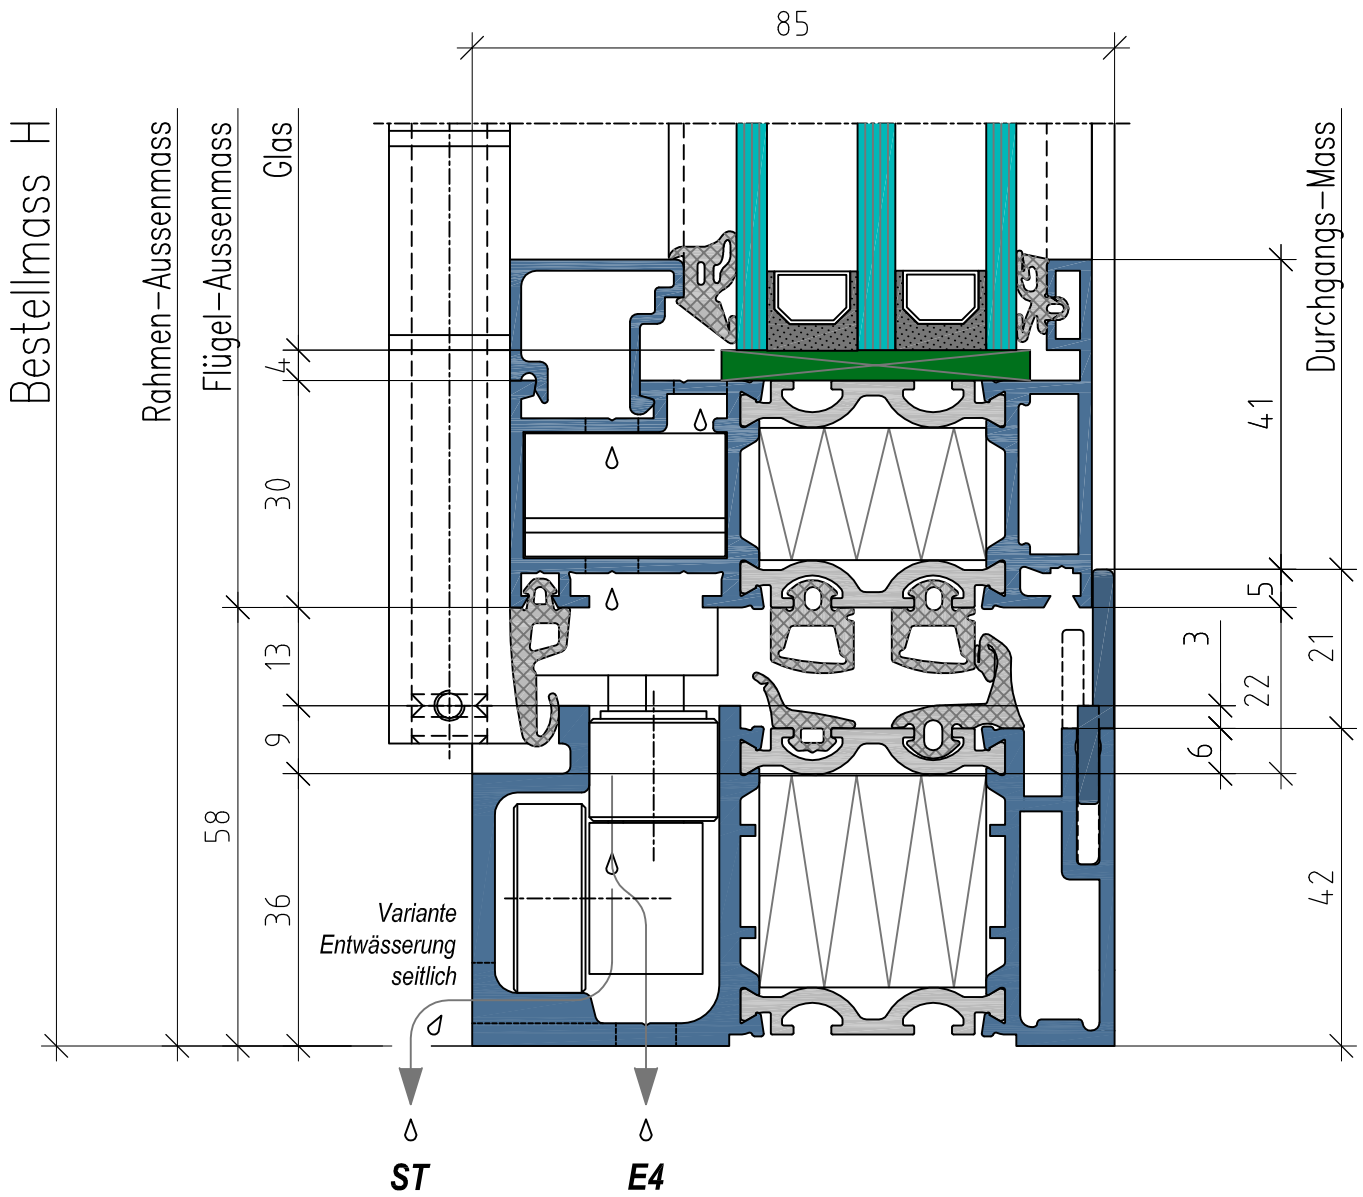 85
Bestellmass H
Rahmen-Aussenmass
Flügel-Aussenmass
Glas
Durchgangs-Mass
4
41
30
5
13
3
21
22
9
6
58
36
42
Variante
Entwässerung
seitlich
ST
E4